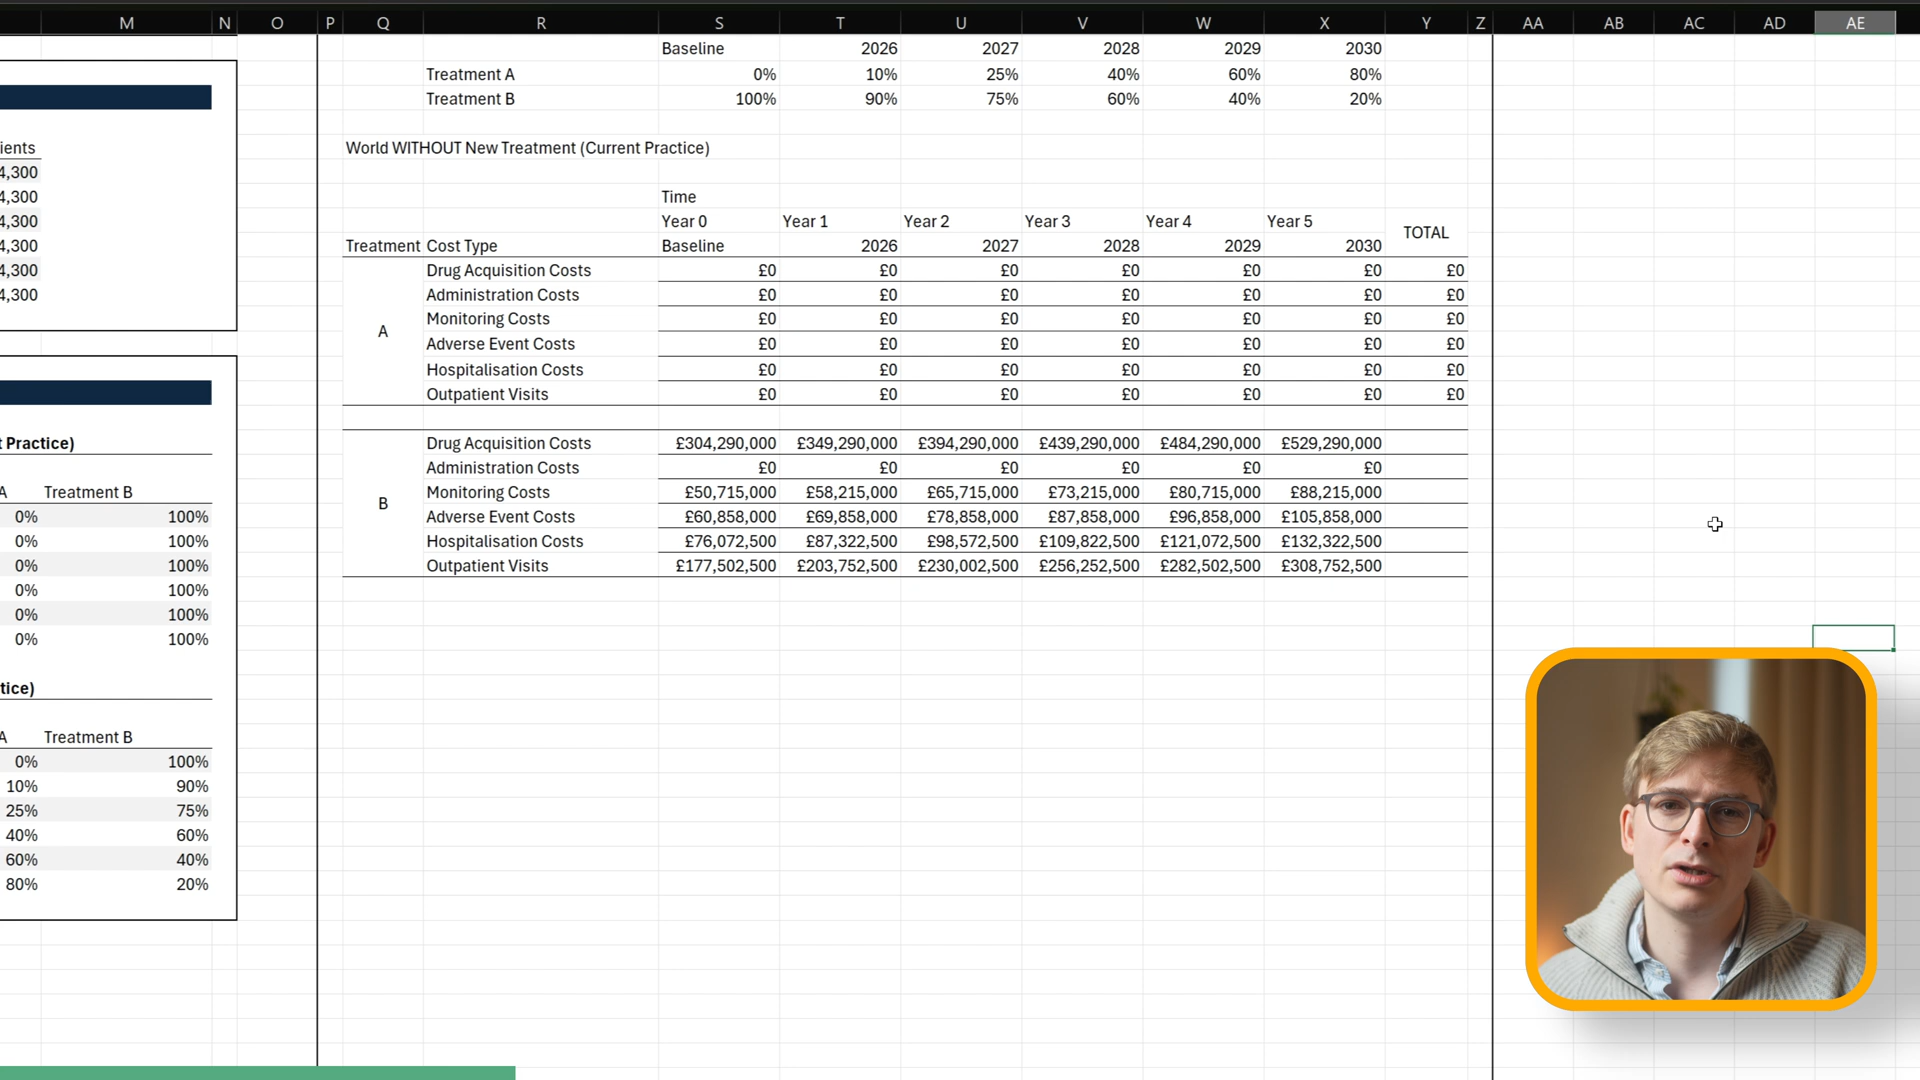 M N O P Q R S T U V W X Y Z AA AB AC AD AE
Baseline 2026 2027 2028 2029 2030
Treatment A 0% 10% 25% 40% 60% 80%
Treatment B 100% 90% 75% 60% 40% 20%
ients
4,300
4,300
4,300
4,300
4,300
4,300
t Practice)
A Treatment B
0% 100%
0% 100%
0% 100%
0% 100%
0% 100%
0% 100%
tice)
A Treatment B
0% 100%
10% 90%
25% 75%
40% 60%
60% 40%
80% 20%
World WITHOUT New Treatment (Current Practice)
Time
Year 0 Year 1 Year 2 Year 3 Year 4 Year 5 TOTAL
Treatment Cost Type Baseline 2026 2027 2028 2029 2030
A
Drug Acquisition Costs £0 £0 £0 £0 £0 £0 £0
Administration Costs £0 £0 £0 £0 £0 £0 £0
Monitoring Costs £0 £0 £0 £0 £0 £0 £0
Adverse Event Costs £0 £0 £0 £0 £0 £0 £0
Hospitalisation Costs £0 £0 £0 £0 £0 £0 £0
Outpatient Visits £0 £0 £0 £0 £0 £0 £0
B
Drug Acquisition Costs £304,290,000 £349,290,000 £394,290,000 £439,290,000 £484,290,000 £529,290,000
Administration Costs £0 £0 £0 £0 £0 £0
Monitoring Costs £50,715,000 £58,215,000 £65,715,000 £73,215,000 £80,715,000 £88,215,000
Adverse Event Costs £60,858,000 £69,858,000 £78,858,000 £87,858,000 £96,858,000 £105,858,000
Hospitalisation Costs £76,072,500 £87,322,500 £98,572,500 £109,822,500 £121,072,500 £132,322,500
Outpatient Visits £177,502,500 £203,752,500 £230,002,500 £256,252,500 £282,502,500 £308,752,500